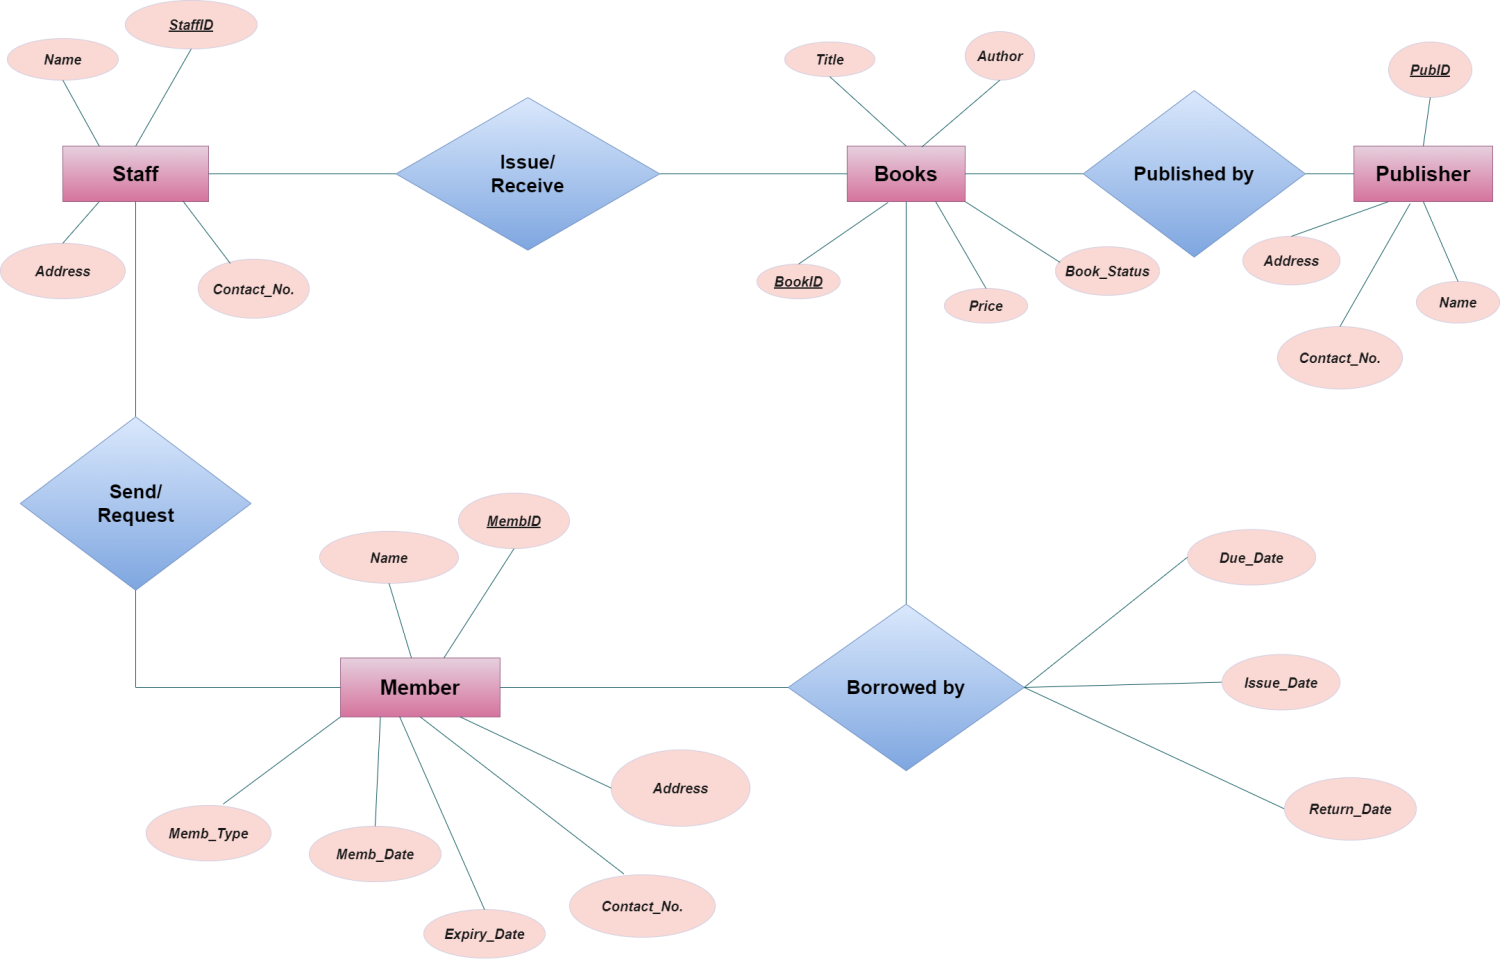 StaffID
Name
Title
Author
PubID
Staff
Issue/
Receive
Books
Published by
Publisher
Address
Contact_No.
BookID
Price
Book_Status
Address
Name
Contact_No.
Send/
Request
Name
MembID
Due_Date
Member
Borrowed by
Issue_Date
Memb_Type
Memb_Date
Expiry_Date
Contact_No.
Address
Return_Date